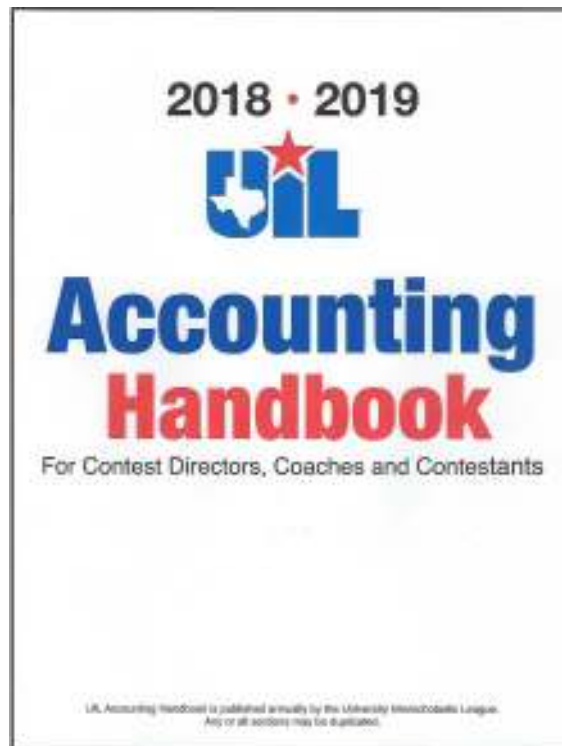 2018 • 2019
UIL
Accounting
Handbook
For Contest Directors, Coaches and Contestants
UIL Accounting Handbook is published annually by the University Interscholastic League.
Any or all sections may be duplicated.